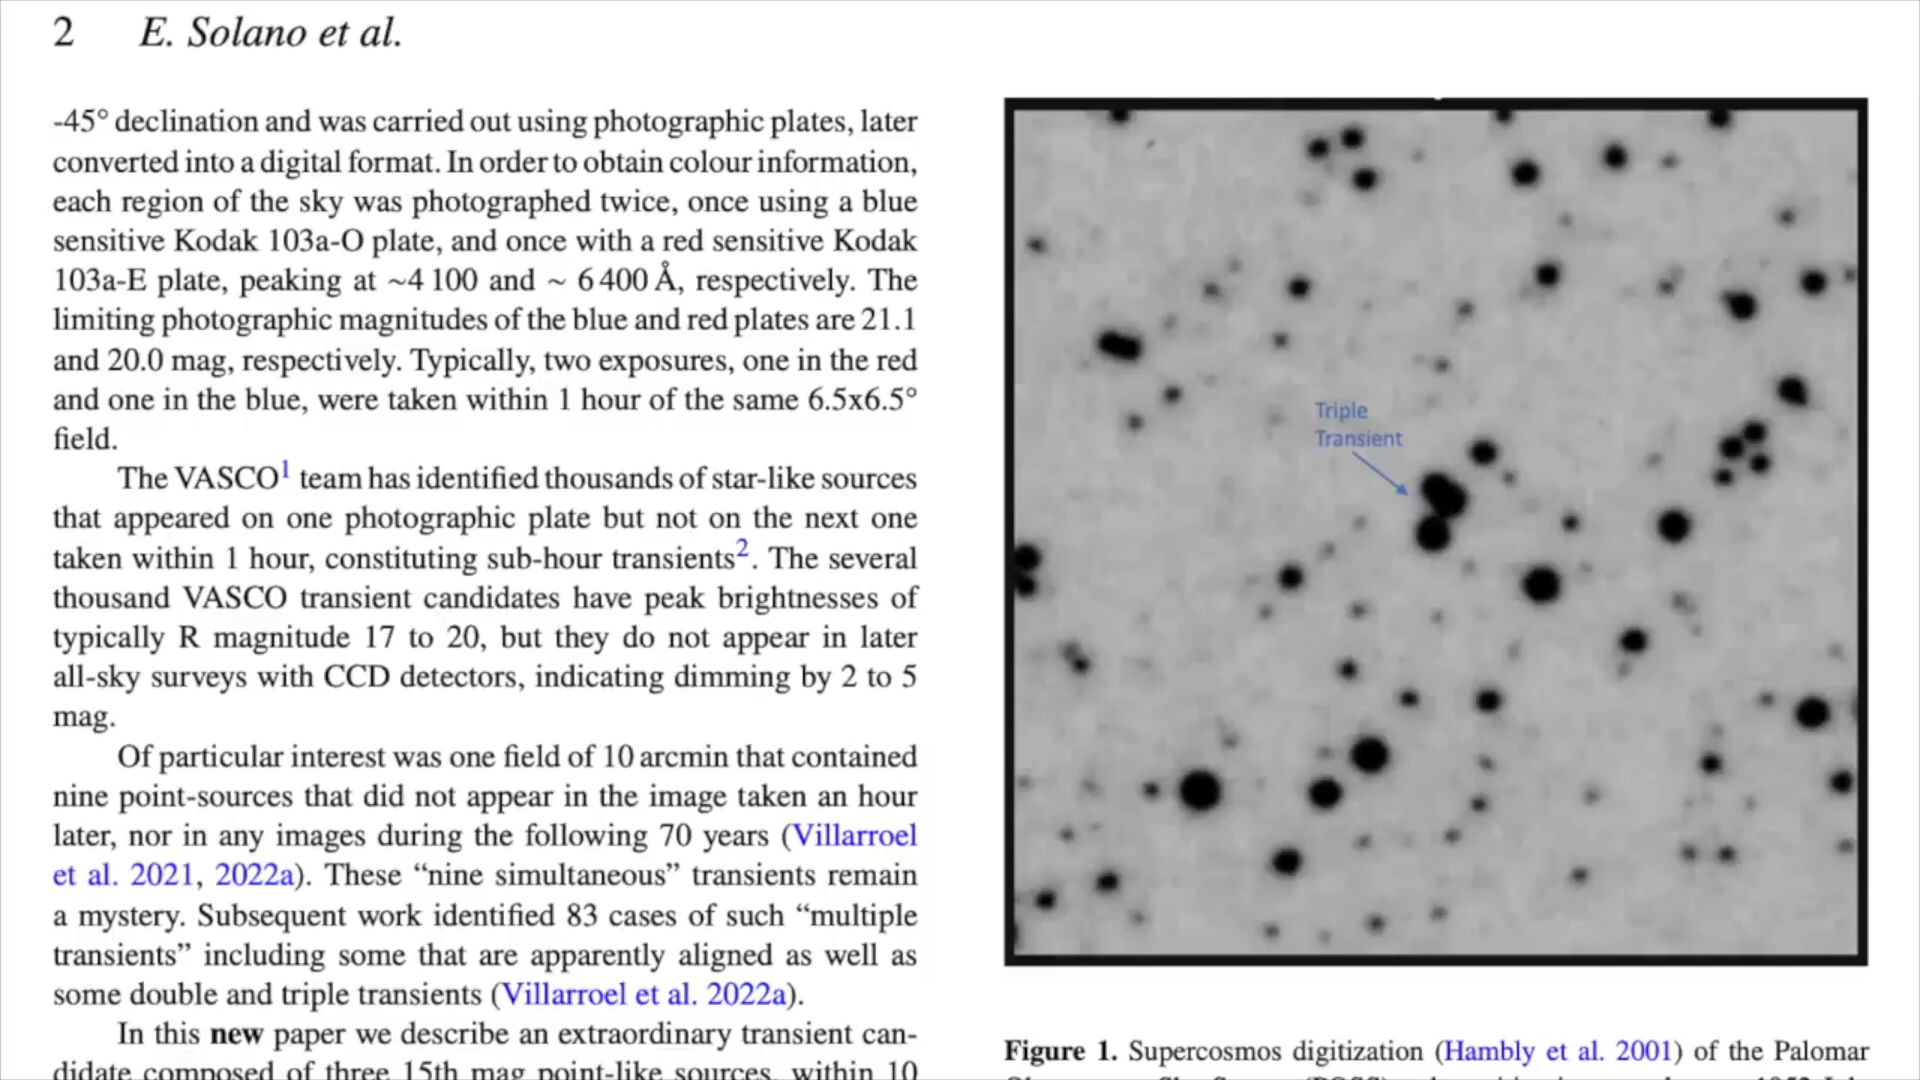 2 E. Solano et al.
-45° declination and was carried out using photographic plates, later
converted into a digital format. In order to obtain colour information,
each region of the sky was photographed twice, once using a blue
sensitive Kodak 103a-O plate, and once with a red sensitive Kodak
103a-E plate, peaking at ~4 100 and ~ 6 400 Å, respectively. The
limiting photographic magnitudes of the blue and red plates are 21.1
and 20.0 mag, respectively. Typically, two exposures, one in the red
and one in the blue, were taken within 1 hour of the same 6.5x6.5°
field.
The VASCO1 team has identified thousands of star-like sources
that appeared on one photographic plate but not on the next one
taken within 1 hour, constituting sub-hour transients2. The several
thousand VASCO transient candidates have peak brightnesses of
typically R magnitude 17 to 20, but they do not appear in later
all-sky surveys with CCD detectors, indicating dimming by 2 to 5
mag.
Of particular interest was one field of 10 arcmin that contained
nine point-sources that did not appear in the image taken an hour
later, nor in any images during the following 70 years (Villarroel
et al. 2021, 2022a). These “nine simultaneous” transients remain
a mystery. Subsequent work identified 83 cases of such “multiple
transients” including some that are apparently aligned as well as
some double and triple transients (Villarroel et al. 2022a).
In this new paper we describe an extraordinary transient can-
didate composed of three 15th mag point-like sources, within 10
Triple
Transient
Figure 1. Supercosmos digitization (Hambly et al. 2001) of the Palomar